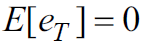 E[e_T] = 0